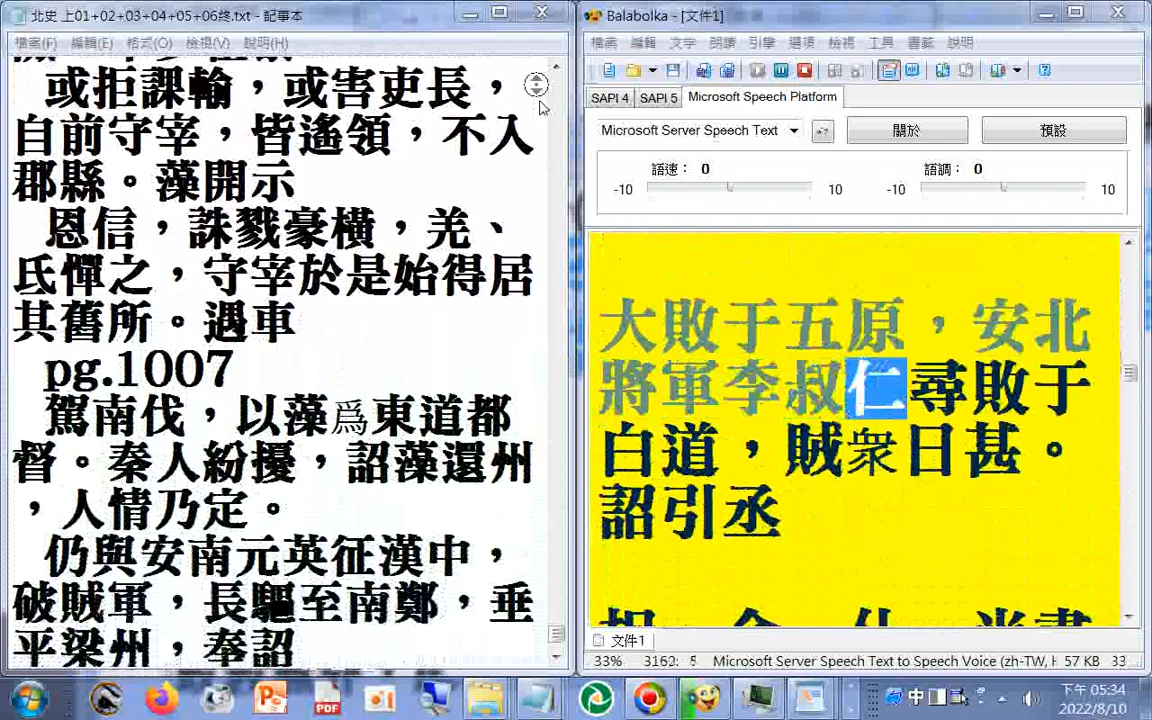 北史 上01+02+03+04+05+06终.txt - 記事本
檔案(F) 編輯(E) 格式(O) 檢視(V) 說明(H)
或拒課輸，或害吏長，
自前守宰，皆遙領，不入
郡縣。藻開示
恩信，誅戮豪橫，羌、
氐憚之，守宰於是始得居
其舊所。遇車
pg.1007
駕南伐，以藻爲東道都
督。秦人紛擾，詔藻還州
，人情乃定。
仍與安南元英征漢中，
破賊軍，長驅至南鄭，垂
平梁州，奉詔
Balabolka - [文件1]
檔案 編輯 文字 朗讀 引擎 選項 檢視 工具 書籤 說明
SAPI 4 SAPI 5 Microsoft Speech Platform
Microsoft Server Speech Text
關於
預設
語速： 0
語調： 0
-10 10 -10 10
大敗于五原，安北
將軍李叔仁尋敗于
白道，賊衆日甚。
詔引丞
文件1
33% 3162: 5 Microsoft Server Speech Text to Speech Voice (zh-TW, H 57 KB 33
PDF
中
下午 05:34
2022/8/10